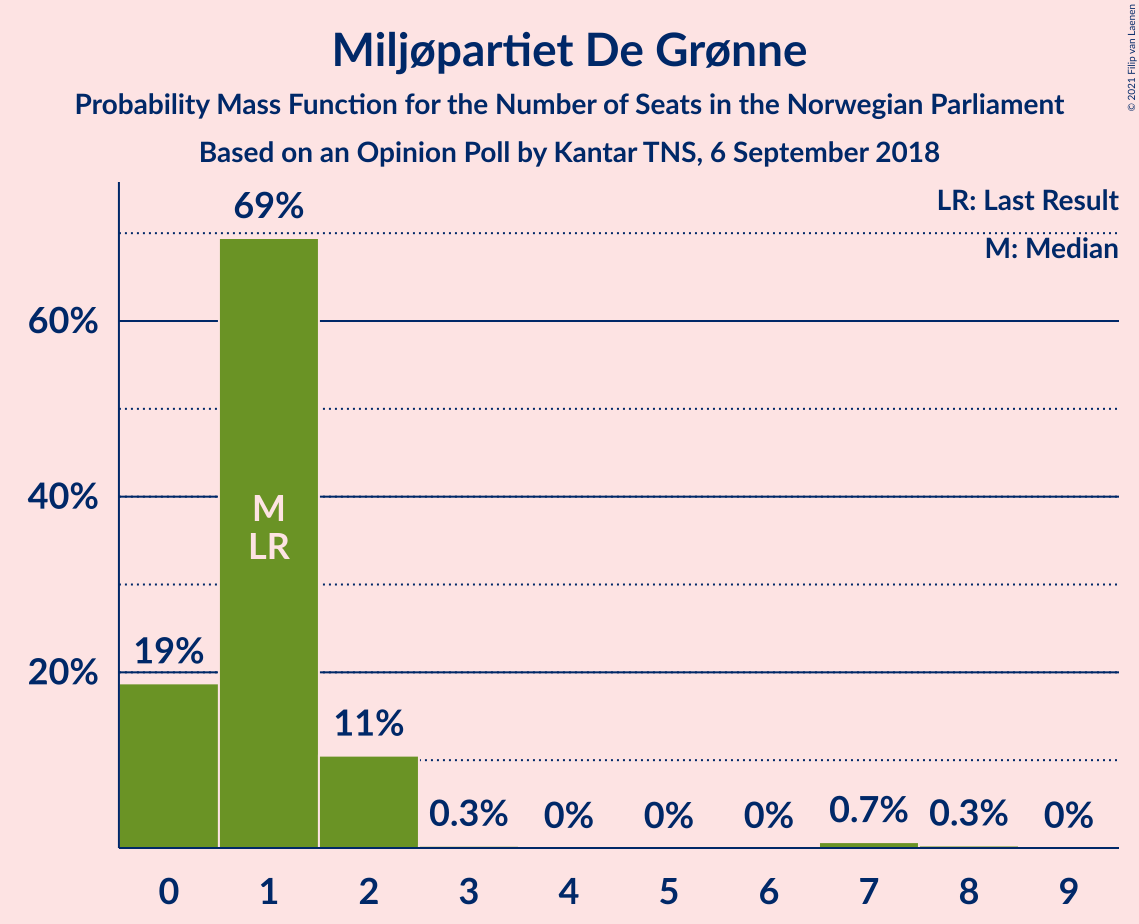 Miljøpartiet De Grønne
Probability Mass Function for the Number of Seats in the Norwegian Parliament
Based on an Opinion Poll by Kantar TNS, 6 September 2018
© 2021 Filip van Laenen
LR: Last Result
M: Median
60%
40%
20%
19%
69%
M
LR
11%
0.3%
0%
0%
0%
0.7%
0.3%
0%
0 1 2 3 4 5 6 7 8 9